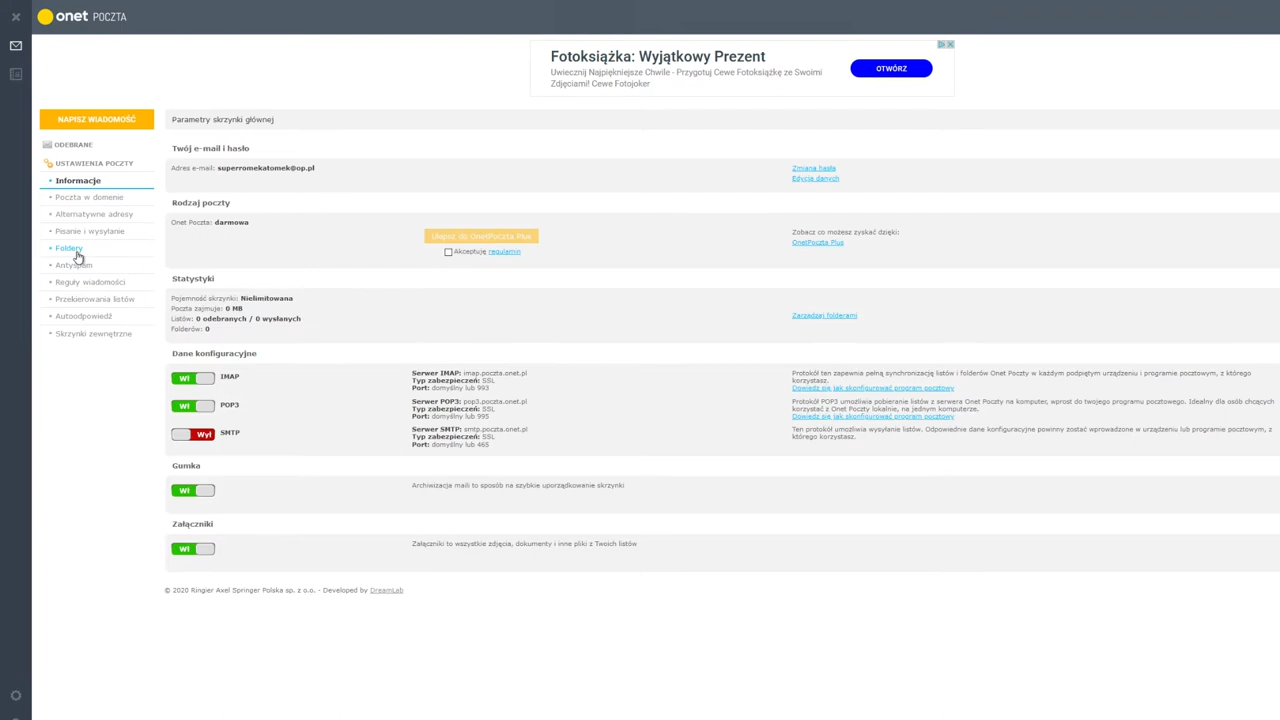 onet POCZTA
Fotoksiążka: Wyjątkowy Prezent
Uwiecznij Najpiękniejsze Chwile - Przygotuj Cewe Fotoksiążkę ze Swoimi
Zdjęciami! Cewe Fotojoker
OTWÓRZ
NAPISZ WIADOMOŚĆ
ODEBRANE
USTAWIENIA POCZTY
Informacje
Poczta w domenie
Alternatywne adresy
Pisanie i wysyłanie
Foldery
Antyspam
Reguły wiadomości
Przekierowania listów
Autoodpowiedź
Skrzynki zewnętrzne
Parametry skrzynki głównej
Twój e-mail i hasło
Adres e-mail: superromekatomek@op.pl
Zmiana hasła
Edycja danych
Rodzaj poczty
Onet Poczta: darmowa
Ulepsz do OnetPoczta Plus
Akceptuję regulamin
Zobacz co możesz zyskać dzięki:
OnetPoczta Plus
Statystyki
Pojemność skrzynki: Nielimitowana
Poczta zajmuje: 0 MB
Listów: 0 odebranych / 0 wysłanych
Folderów: 0
Zarządzaj folderami
Dane konfiguracyjne
Wł IMAP
Serwer IMAP: imap.poczta.onet.pl
Typ zabezpieczeń: SSL
Port: domyślny lub 993
Protokół ten zapewnia pełną synchronizację listów i folderów Onet Poczty w każdym podpiętym urządzeniu i programie pocztowym, z którego
korzystasz.
Dowiedz się jak skonfigurować program pocztowy
Wł POP3
Serwer POP3: pop3.poczta.onet.pl
Typ zabezpieczeń: SSL
Port: domyślny lub 995
Protokół POP3 umożliwia pobieranie listów z serwera Onet Poczty na komputer, wprost do twojego programu pocztowego. Idealny dla osób chcących
korzystać z Onet Poczty lokalnie, na jednym komputerze.
Dowiedz się jak skonfigurować program pocztowy
Wył SMTP
Serwer SMTP: smtp.poczta.onet.pl
Typ zabezpieczeń: SSL
Port: domyślny lub 465
Ten protokół umożliwia wysyłanie listów. Odpowiednie dane konfiguracyjne powinny zostać wprowadzone w urządzeniu lub programie pocztowym, z
którego korzystasz.
Gumka
Wł
Archiwizacja maili to sposób na szybkie uporządkowanie skrzynki
Załączniki
Wł
Załączniki to wszystkie zdjęcia, dokumenty i inne pliki z Twoich listów
© 2020 Ringier Axel Springer Polska sp. z o.o. - Developed by DreamLab